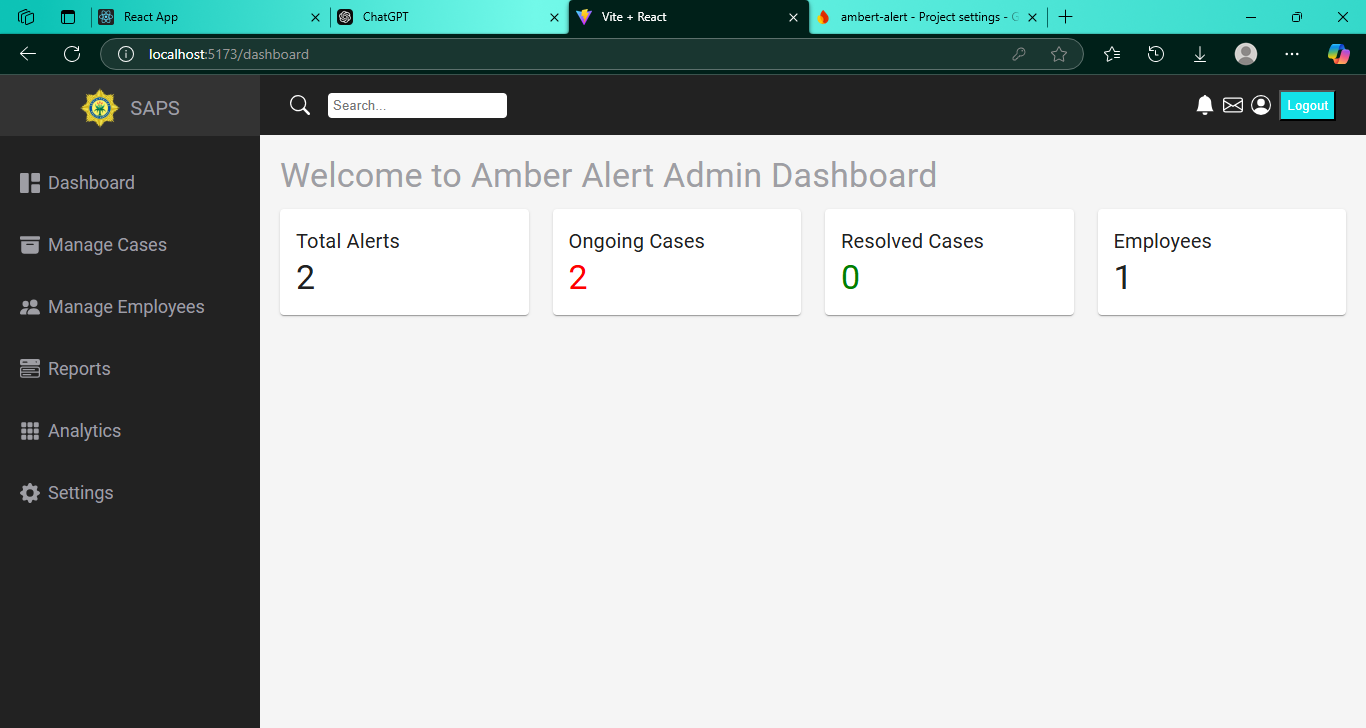 React App
ChatGPT
Vite + React
ambert-alert - Project settings - G
localhost:5173/dashboard
SAPS
Search...
Logout
Dashboard
Manage Cases
Manage Employees
Reports
Analytics
Settings
Welcome to Amber Alert Admin Dashboard
Total Alerts
2
Ongoing Cases
2
Resolved Cases
0
Employees
1